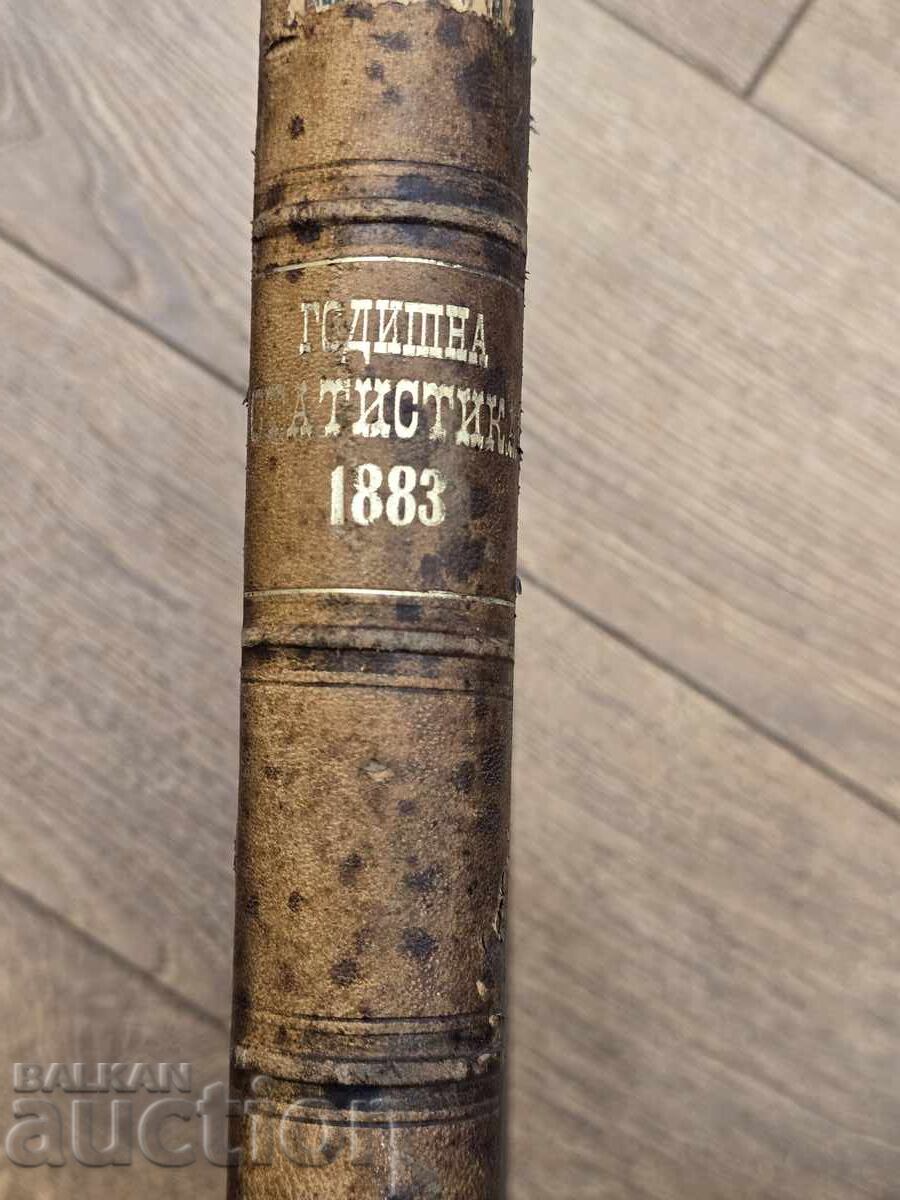 ГОДИШНА
СТАТИСТИКА
1883
BALKAN
auction